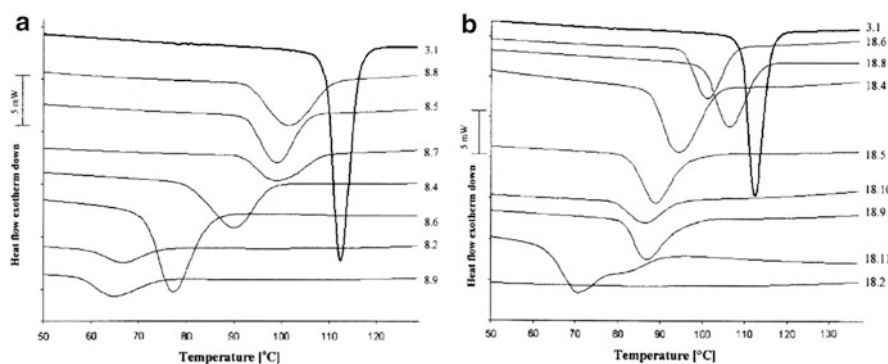 a
Heat flow exotherm down
5 mW
3.1
8.8
8.5
8.7
8.4
8.6
8.2
8.9
50 60 70 80 90 100 110 120
Temperature [°C]
b
Heat flow exotherm down
5 mW
3.1
18.6
18.8
18.4
18.5
18.10
18.9
18.11
18.2
50 60 70 80 90 100 110 120 130
Temperature [°C]